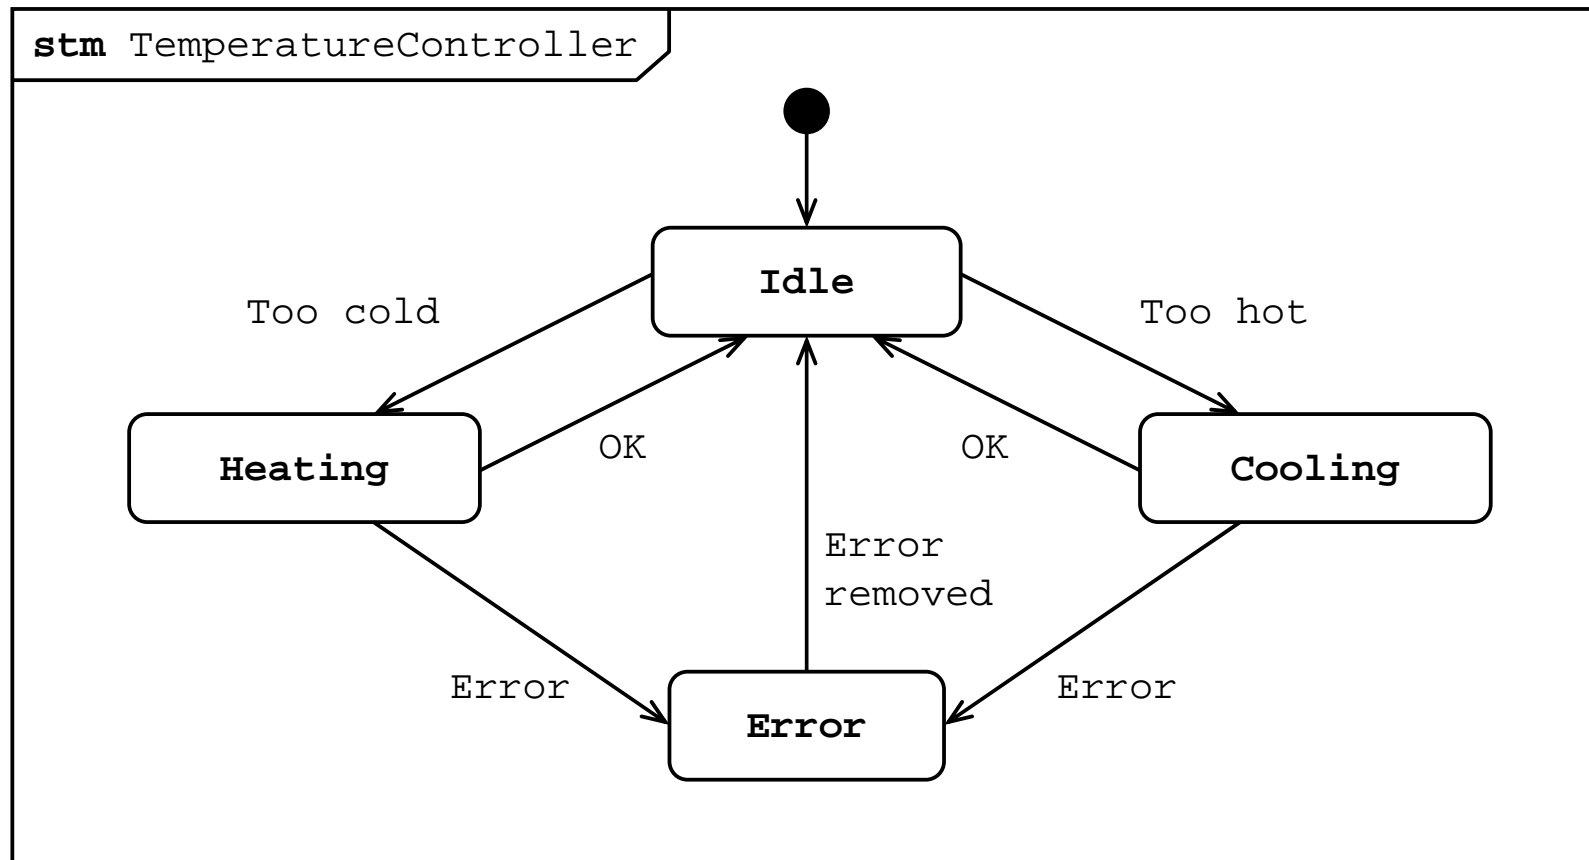 stm TemperatureController
Idle
Too cold
Too hot
OK
OK
Heating
Cooling
Error
removed
Error
Error
Error